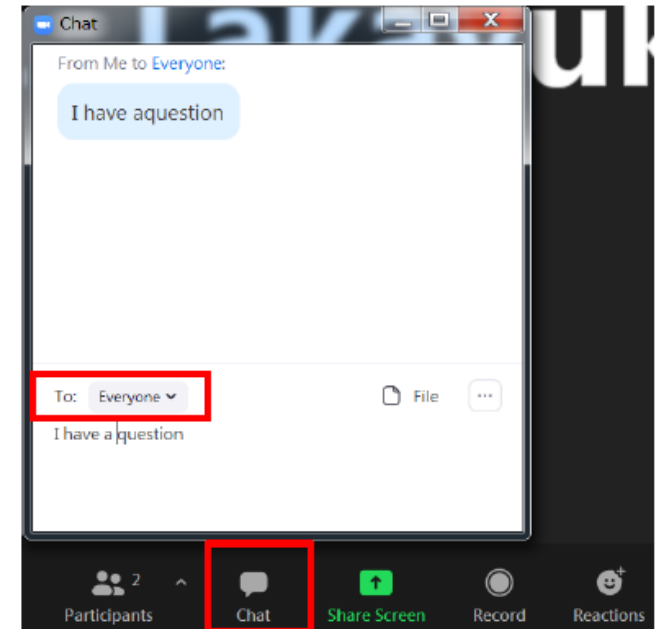 Chat
From Me to Everyone:
I have aquestion
To: Everyone
File
I have a question
2
Participants
Chat
Share Screen
Record
Reactions